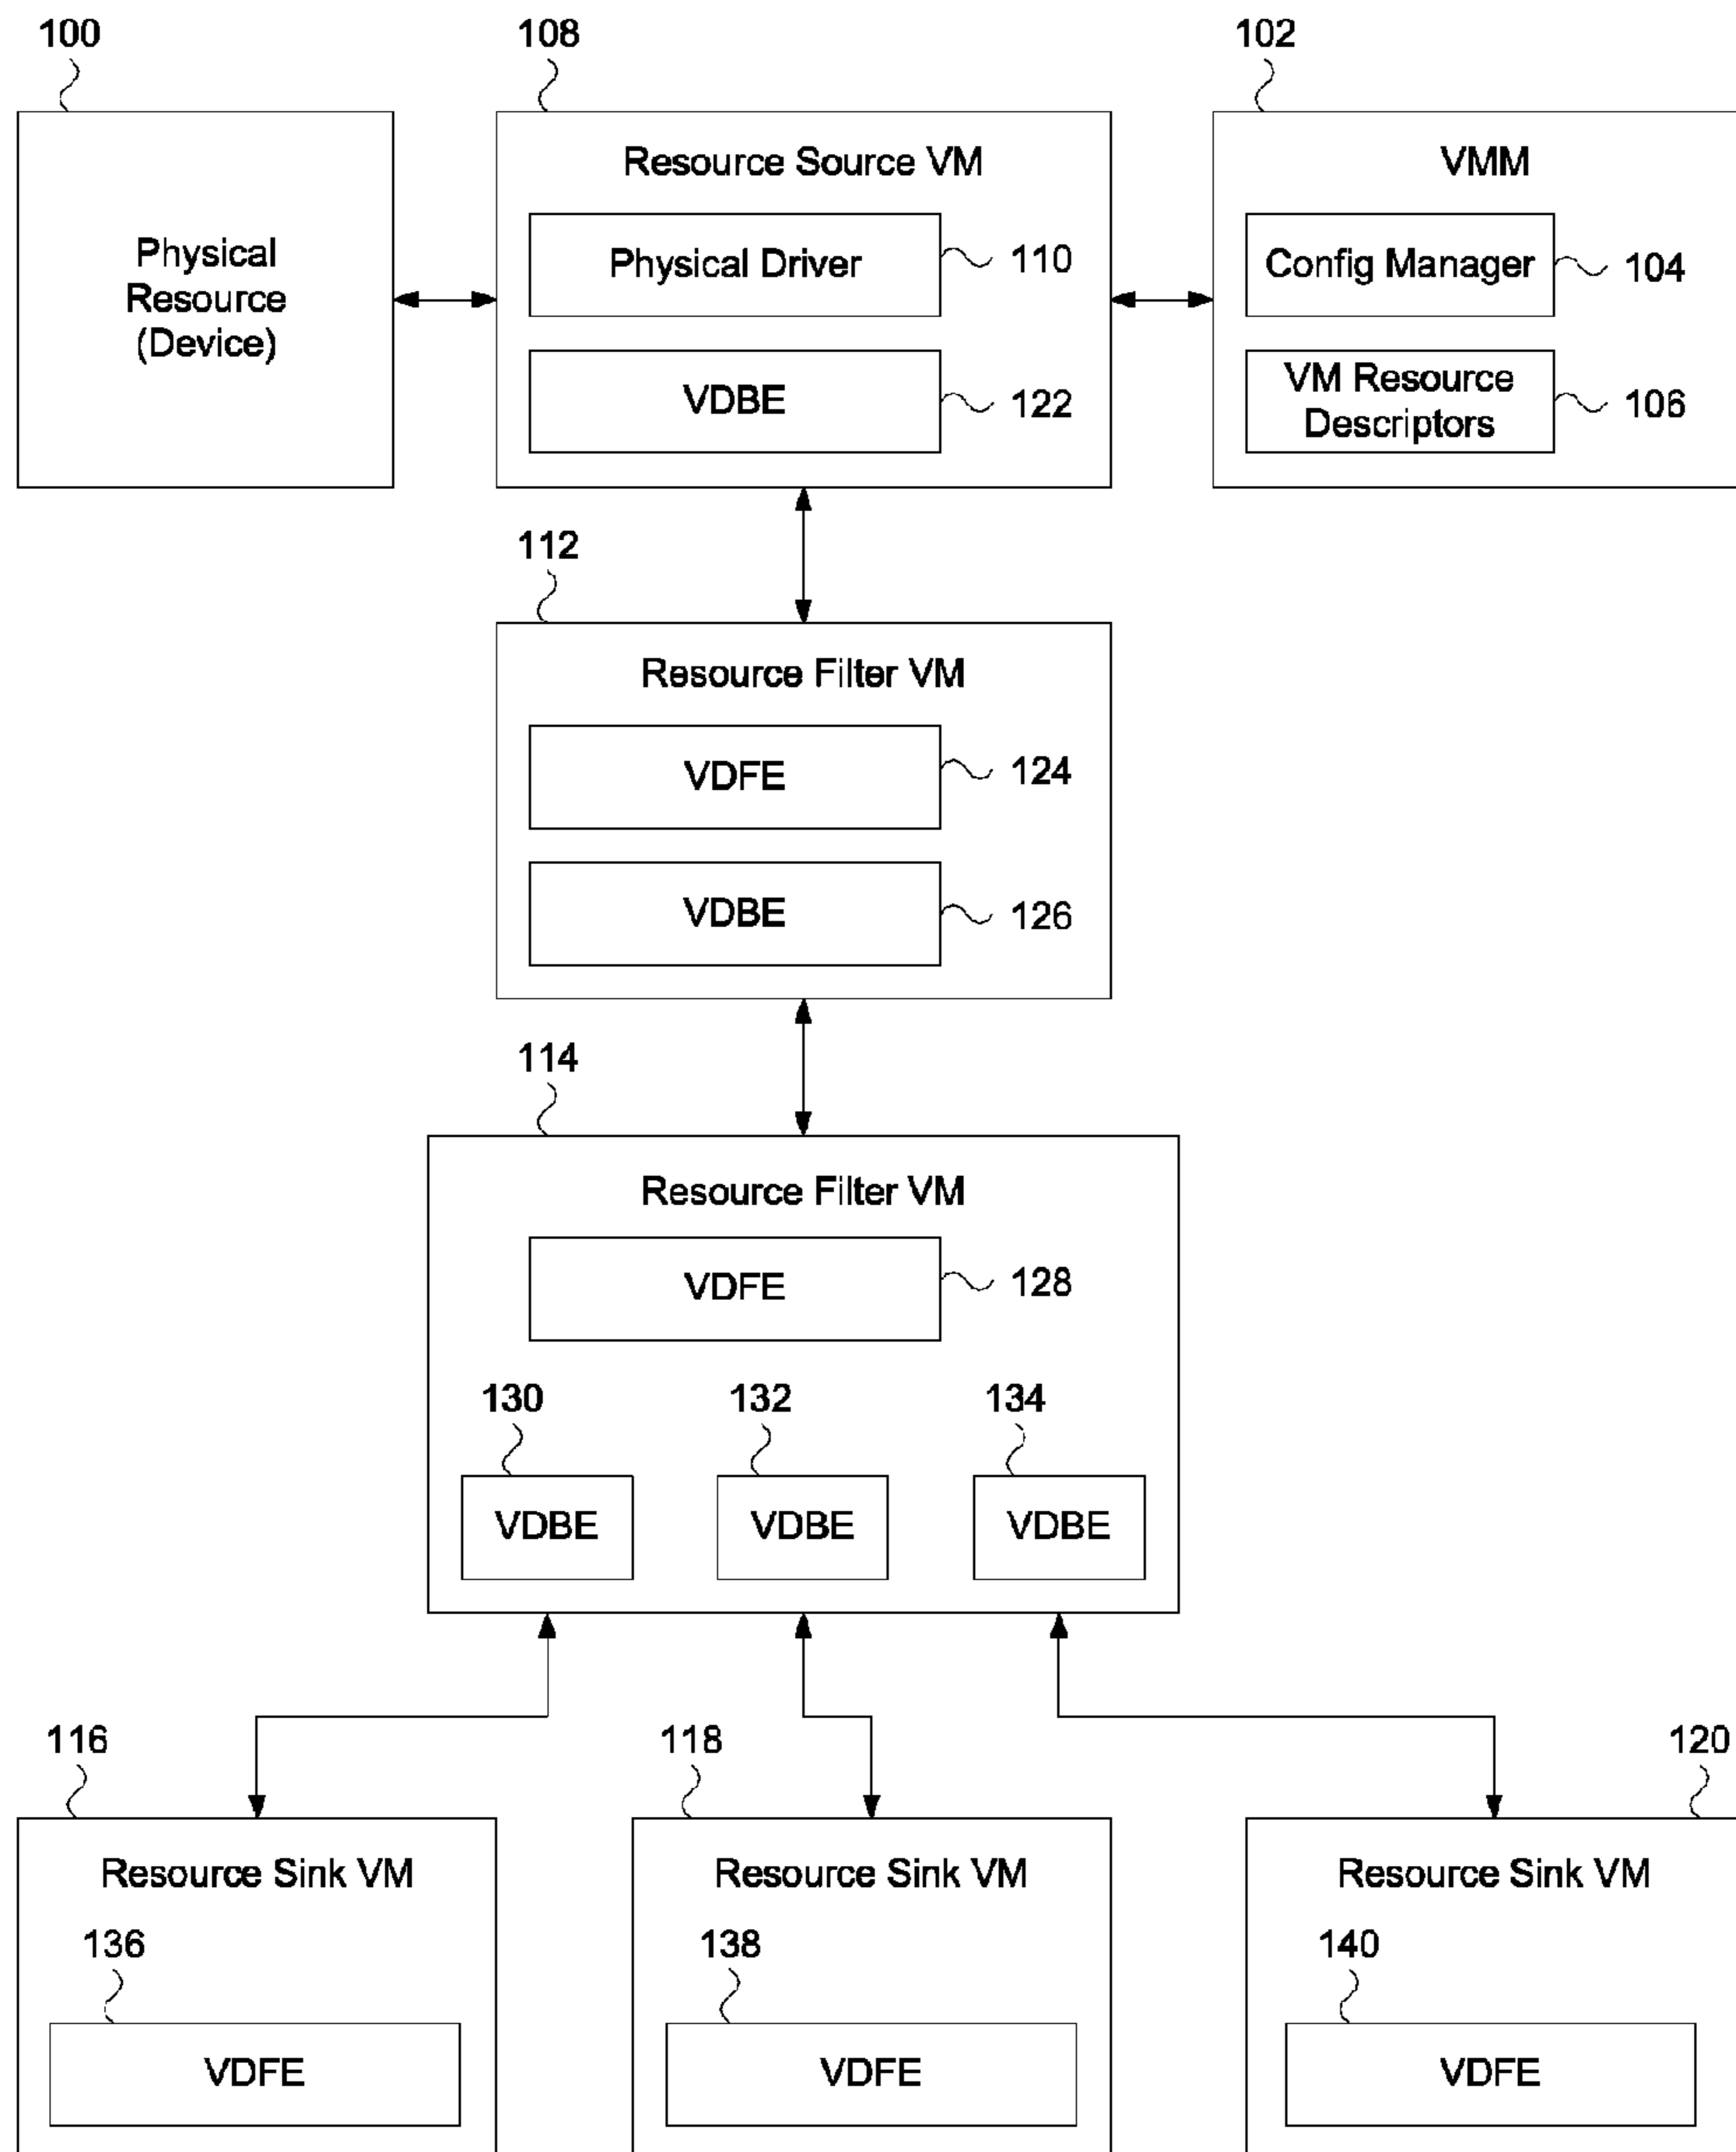 100
108
102
Physical
Resource
(Device)
Resource Source VM
Physical Driver
110
VDBE
122
VMM
Config Manager
104
VM Resource
Descriptors
106
112
Resource Filter VM
VDFE
124
VDBE
126
114
Resource Filter VM
VDFE
128
130
132
134
VDBE
VDBE
VDBE
116
118
120
Resource Sink VM
136
VDFE
Resource Sink VM
138
VDFE
Resource Sink VM
140
VDFE